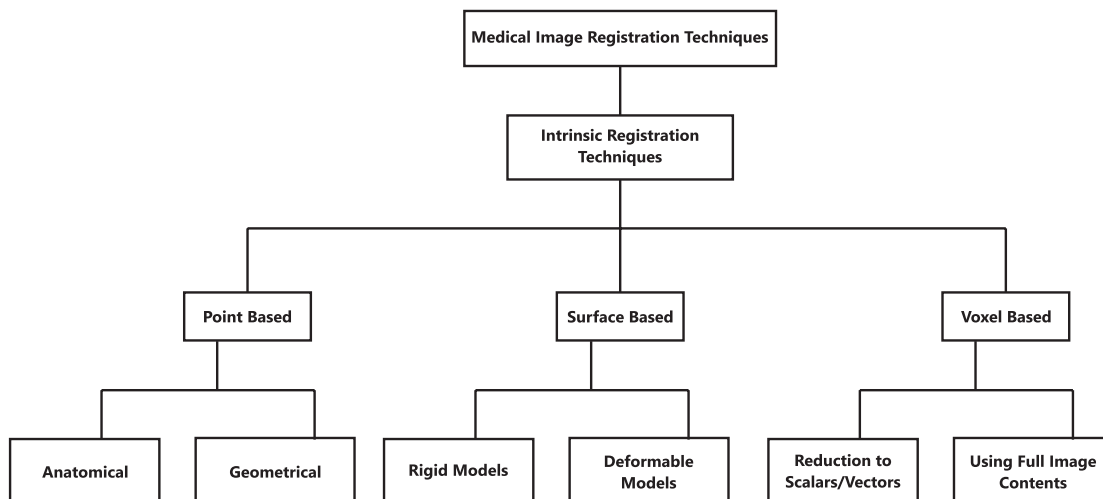 Medical Image Registration Techniques
Intrinsic Registration
Techniques
Point Based
Surface Based
Voxel Based
Anatomical
Geometrical
Rigid Models
Deformable
Models
Reduction to
Scalars/Vectors
Using Full Image
Contents